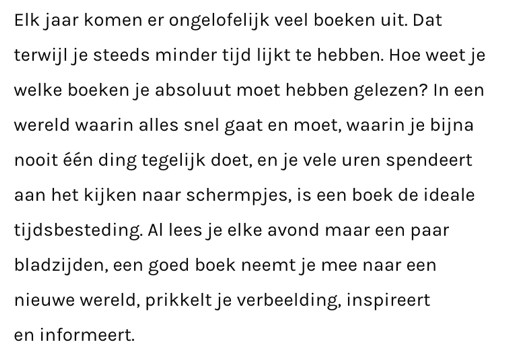 Elk jaar komen er ongelofelijk veel boeken uit. Dat
terwijl je steeds minder tijd lijkt te hebben. Hoe weet je
welke boeken je absoluut moet hebben gelezen? In een
wereld waarin alles snel gaat en moet, waarin je bijna
nooit één ding tegelijk doet, en je vele uren spendeert
aan het kijken naar schermpjes, is een boek de ideale
tijdsbesteding. Al lees je elke avond maar een paar
bladzijden, een goed boek neemt je mee naar een
nieuwe wereld, prikkelt je verbeelding, inspireert
en informeert.